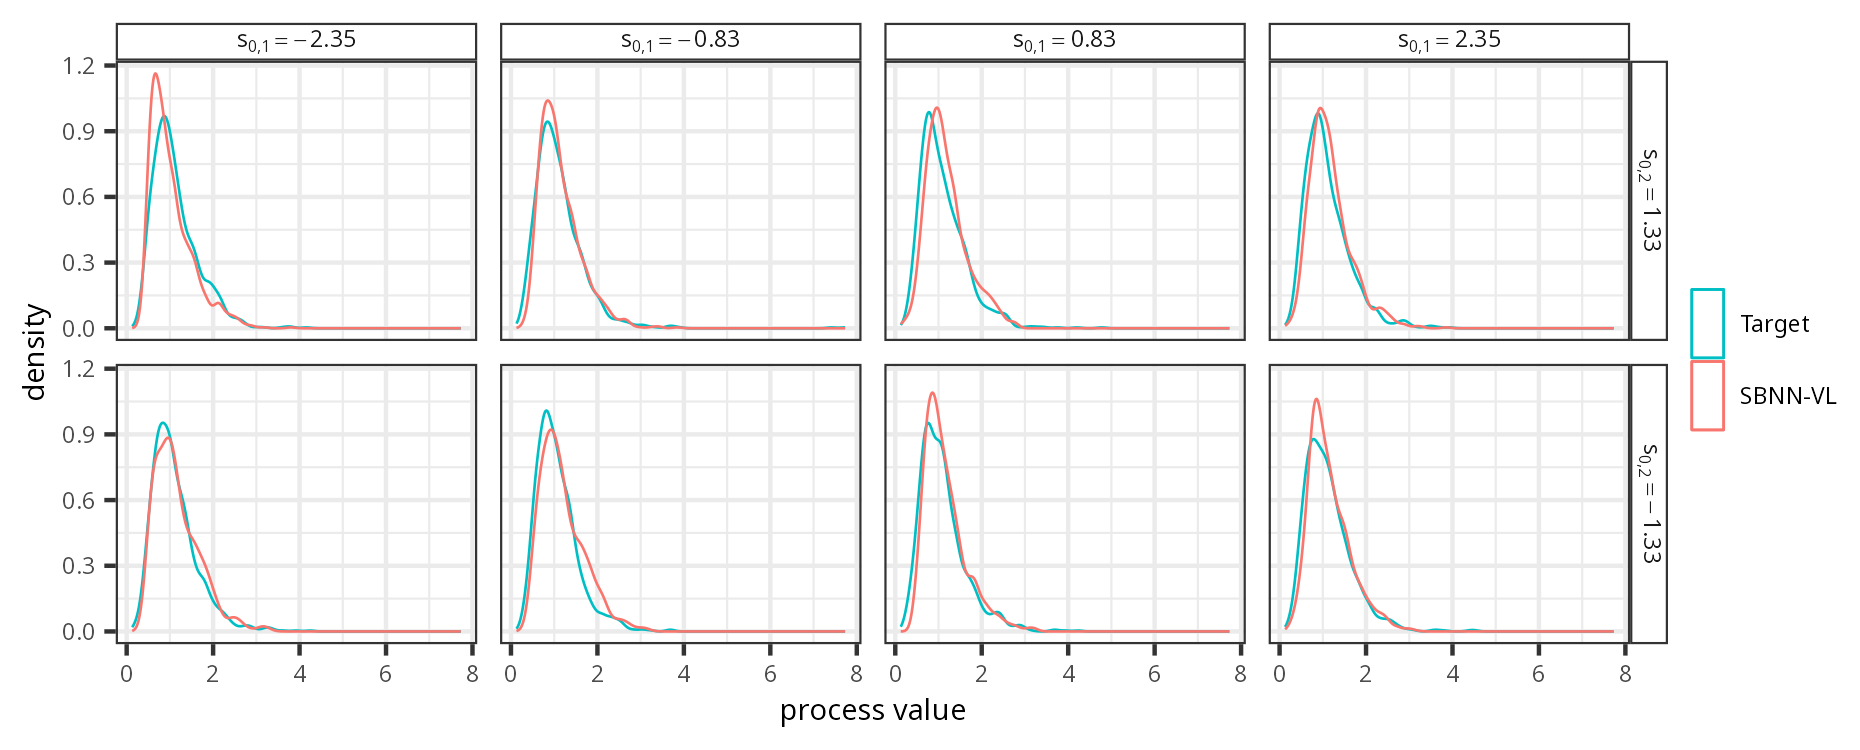 s0,1 = −2.35
s0,1 = −0.83
s0,1 = 0.83
s0,1 = 2.35
1.2
0.9
0.6
0.3
0.0
s0,2 = 1.33
1.2
0.9
0.6
0.3
0.0
s0,2 = −1.33
density
0 2 4 6 8
0 2 4 6 8
0 2 4 6 8
0 2 4 6 8
process value
Target
SBNN-VL